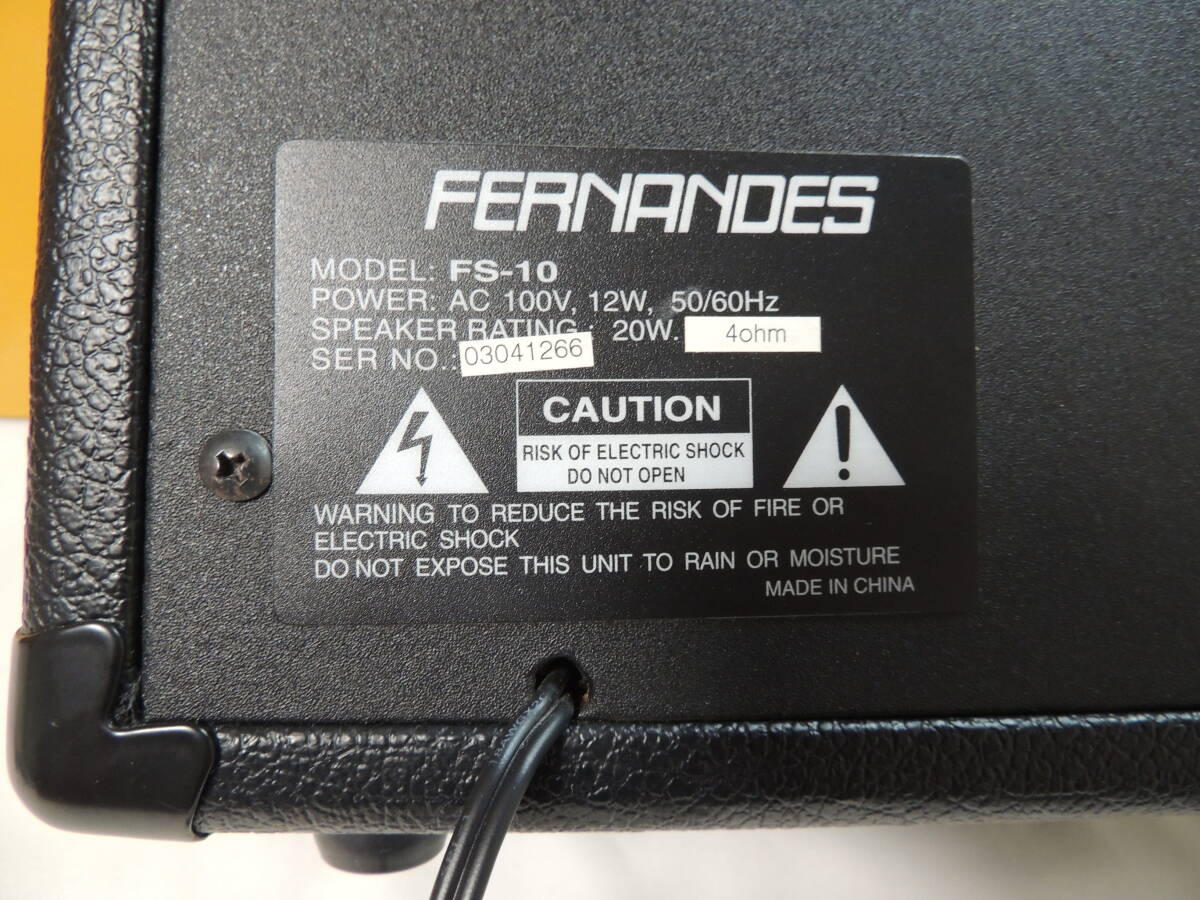 FERNANDES
MODEL: FS-10
POWER: AC 100V, 12W, 50/60Hz
SPEAKER RATING : 20W. 4ohm
SER NO.: 03041266
CAUTION
RISK OF ELECTRIC SHOCK
DO NOT OPEN
WARNING TO REDUCE THE RISK OF FIRE OR
ELECTRIC SHOCK
DO NOT EXPOSE THIS UNIT TO RAIN OR MOISTURE
MADE IN CHINA